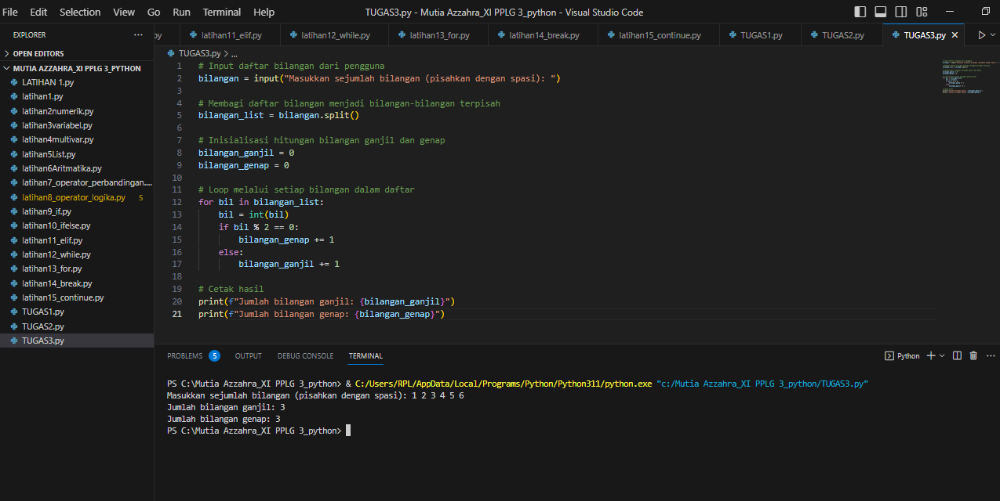 File Edit Selection View Go Run Terminal Help
TUGAS3.py - Mutia Azzahra_XI PPLG 3_python - Visual Studio Code
EXPLORER
OPEN EDITORS
MUTIA AZZAHRA_XI PPLG 3_PYTHON
LATIHAN 1.py
latihan1.py
latihan2numerik.py
latihan3variabel.py
latihan4multivar.py
latihan5List.py
latihan6Aritmatika.py
latihan7_operator_perbandingan....
latihan8_operator_logika.py 5
latihan9_if.py
latihan10_ifelse.py
latihan11_elif.py
latihan12_while.py
latihan13_for.py
latihan14_break.py
latihan15_continue.py
TUGAS1.py
TUGAS2.py
TUGAS3.py
py latihan11_elif.py latihan12_while.py latihan13_for.py latihan14_break.py latihan15_continue.py TUGAS1.py TUGAS2.py TUGAS3.py
TUGAS3.py > ...
1 # Input daftar bilangan dari pengguna
2 bilangan = input("Masukkan sejumlah bilangan (pisahkan dengan spasi): ")
3
4 # Membagi daftar bilangan menjadi bilangan-bilangan terpisah
5 bilangan_list = bilangan.split()
6
7 # Inisialisasi hitungan bilangan ganjil dan genap
8 bilangan_ganjil = 0
9 bilangan_genap = 0
10
11 # Loop melalui setiap bilangan dalam daftar
12 for bil in bilangan_list:
13     bil = int(bil)
14     if bil % 2 == 0:
15         bilangan_genap += 1
16     else:
17         bilangan_ganjil += 1
18
19 # Cetak hasil
20 print(f"Jumlah bilangan ganjil: {bilangan_ganjil}")
21 print(f"Jumlah bilangan genap: {bilangan_genap}")
PROBLEMS 5 OUTPUT DEBUG CONSOLE TERMINAL
Python
PS C:\Mutia Azzahra_XI PPLG 3_python> & C:/Users/RPL/AppData/Local/Programs/Python/Python311/python.exe "c:/Mutia Azzahra_XI PPLG 3_python/TUGAS3.py"
Masukkan sejumlah bilangan (pisahkan dengan spasi): 1 2 3 4 5 6
Jumlah bilangan ganjil: 3
Jumlah bilangan genap: 3
PS C:\Mutia Azzahra_XI PPLG 3_python>